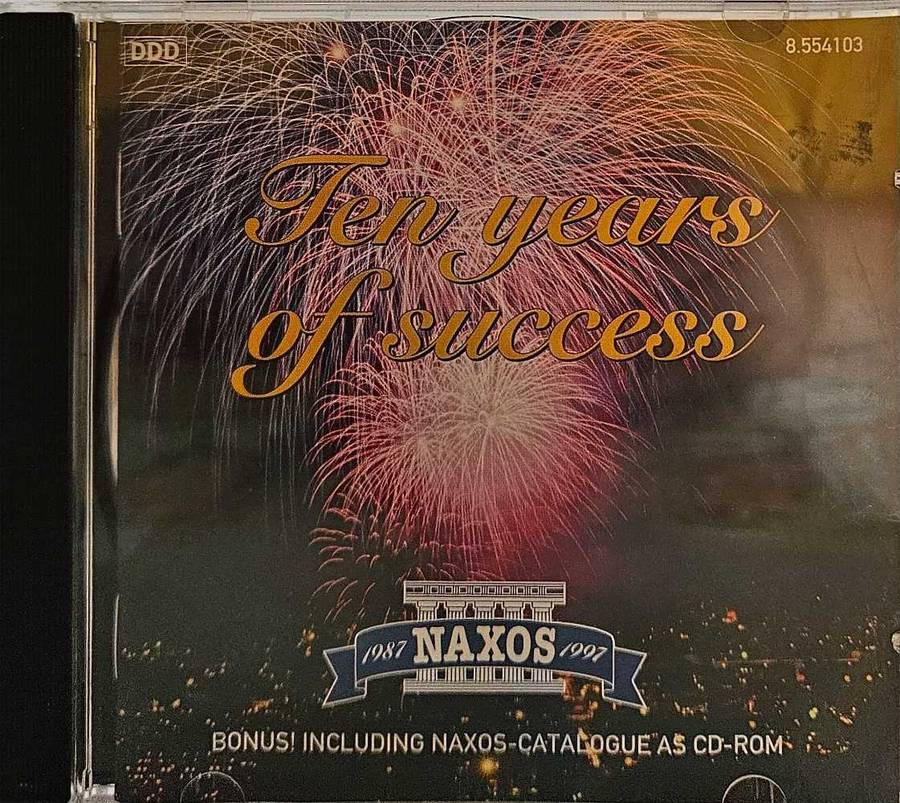 DDD
8.554103
Ten years
of success
1987 NAXOS 1997
BONUS! INCLUDING NAXOS-CATALOGUE AS CD-ROM